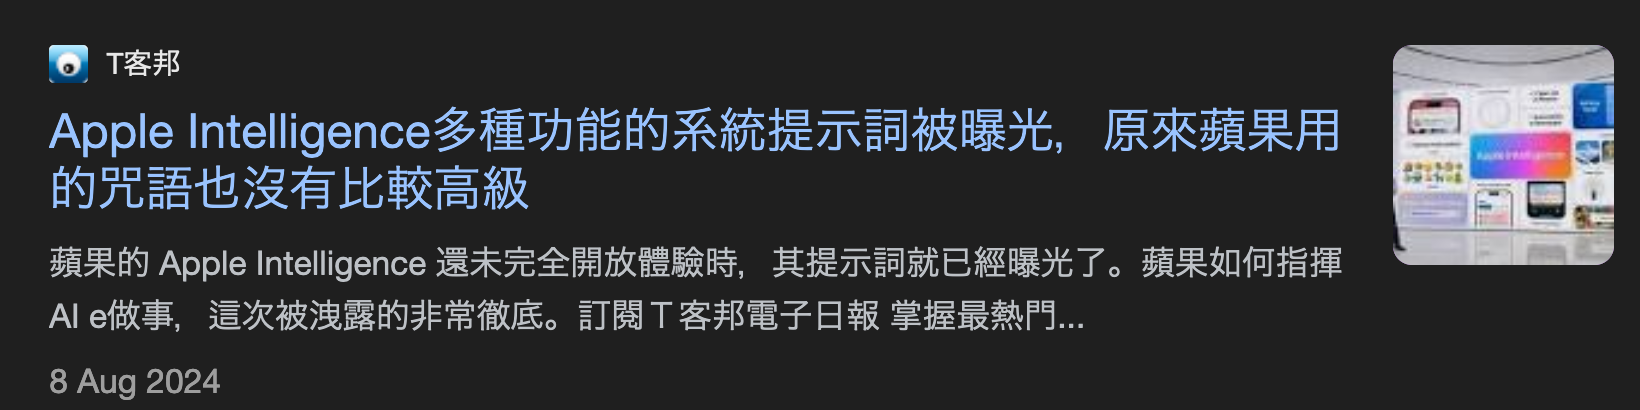 T客邦
Apple Intelligence多種功能的系統提示詞被曝光，原來蘋果用
的咒語也沒有比較高級
蘋果的 Apple Intelligence 還未完全開放體驗時，其提示詞就已經曝光了。蘋果如何指揮
AI e做事，這次被洩露的非常徹底。訂閱 T 客邦電子日報 掌握最熱門...
8 Aug 2024
Apple Intelligence